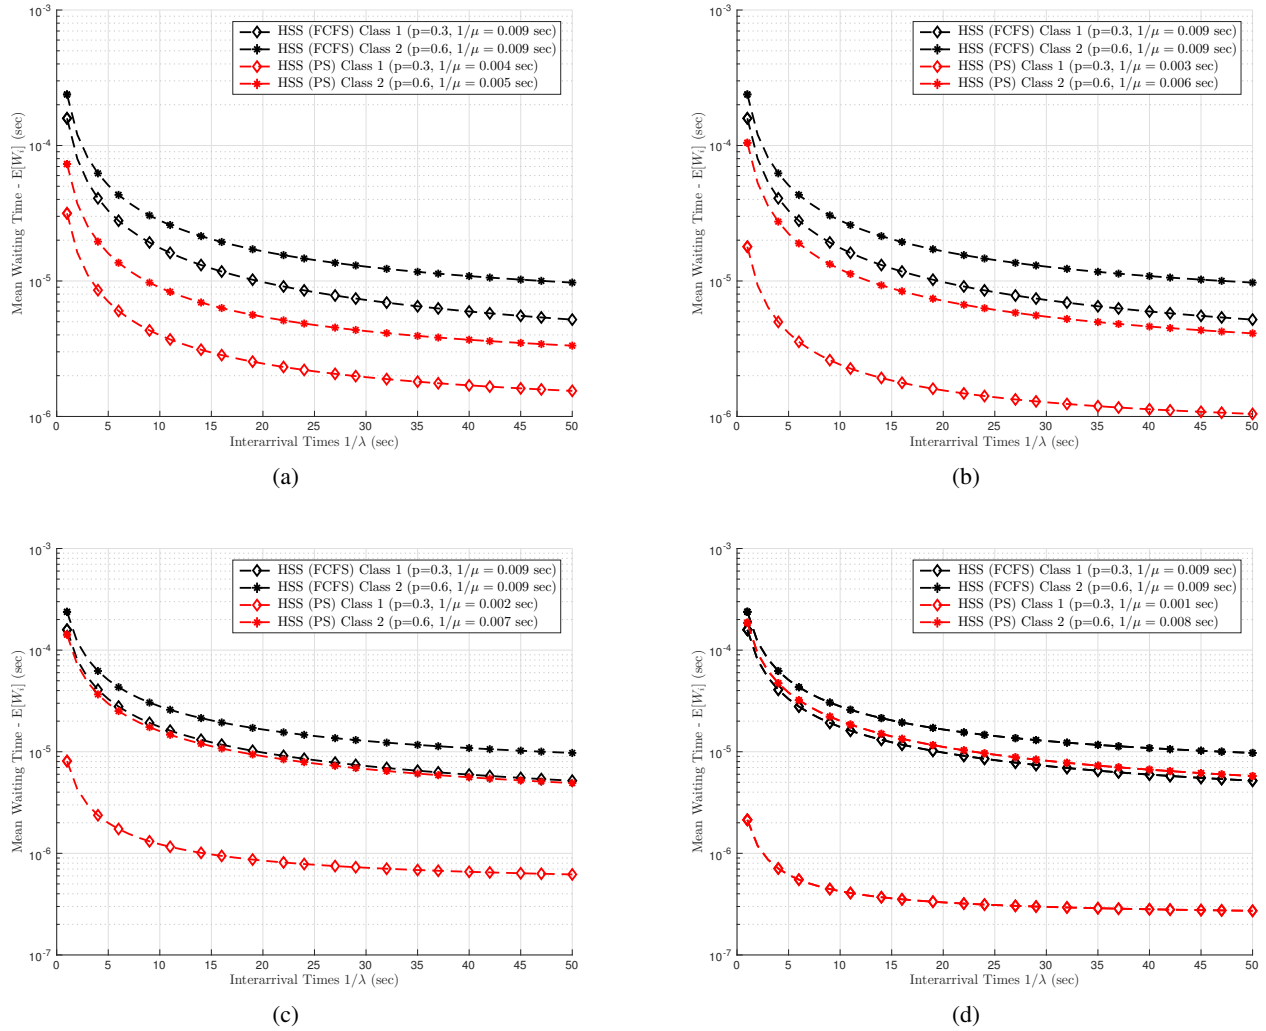 10^-3
10^-4
10^-5
10^-6
Mean Waiting Time - E[W_i] (sec)
HSS (FCFS) Class 1 (p=0.3, 1/μ = 0.009 sec)
HSS (FCFS) Class 2 (p=0.6, 1/μ = 0.009 sec)
HSS (PS) Class 1 (p=0.3, 1/μ = 0.004 sec)
HSS (PS) Class 2 (p=0.6, 1/μ = 0.005 sec)
0 5 10 15 20 25 30 35 40 45 50
Interarrival Times 1/λ (sec)
(a)
10^-3
10^-4
10^-5
10^-6
Mean Waiting Time - E[W_i] (sec)
HSS (FCFS) Class 1 (p=0.3, 1/μ = 0.009 sec)
HSS (FCFS) Class 2 (p=0.6, 1/μ = 0.009 sec)
HSS (PS) Class 1 (p=0.3, 1/μ = 0.003 sec)
HSS (PS) Class 2 (p=0.6, 1/μ = 0.006 sec)
0 5 10 15 20 25 30 35 40 45 50
Interarrival Times 1/λ (sec)
(b)
10^-3
10^-4
10^-5
10^-6
10^-7
Mean Waiting Time - E[W_i] (sec)
HSS (FCFS) Class 1 (p=0.3, 1/μ = 0.009 sec)
HSS (FCFS) Class 2 (p=0.6, 1/μ = 0.009 sec)
HSS (PS) Class 1 (p=0.3, 1/μ = 0.002 sec)
HSS (PS) Class 2 (p=0.6, 1/μ = 0.007 sec)
0 5 10 15 20 25 30 35 40 45 50
Interarrival Times 1/λ (sec)
(c)
10^-3
10^-4
10^-5
10^-6
10^-7
Mean Waiting Time - E[W_i] (sec)
HSS (FCFS) Class 1 (p=0.3, 1/μ = 0.009 sec)
HSS (FCFS) Class 2 (p=0.6, 1/μ = 0.009 sec)
HSS (PS) Class 1 (p=0.3, 1/μ = 0.001 sec)
HSS (PS) Class 2 (p=0.6, 1/μ = 0.008 sec)
0 5 10 15 20 25 30 35 40 45 50
Interarrival Times 1/λ (sec)
(d)